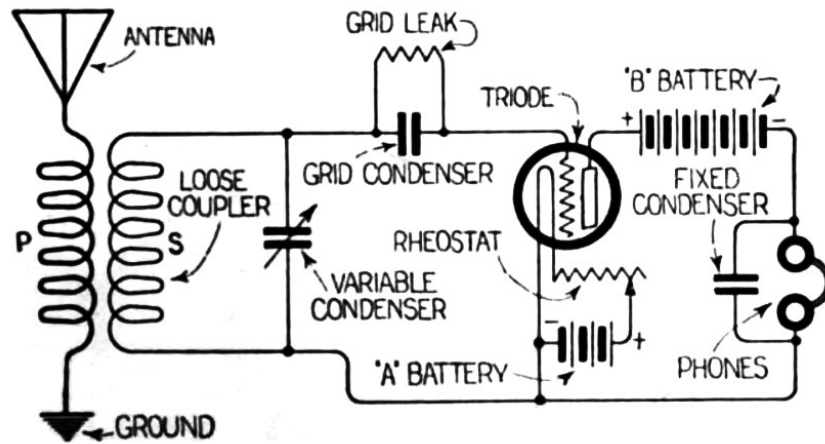 ANTENNA
GRID LEAK
"B" BATTERY
TRIODE
+
-
GRID CONDENSER
LOOSE
COUPLER
FIXED
CONDENSER
P
S
RHEOSTAT
VARIABLE
CONDENSER
-
+
"A" BATTERY
PHONES
GROUND